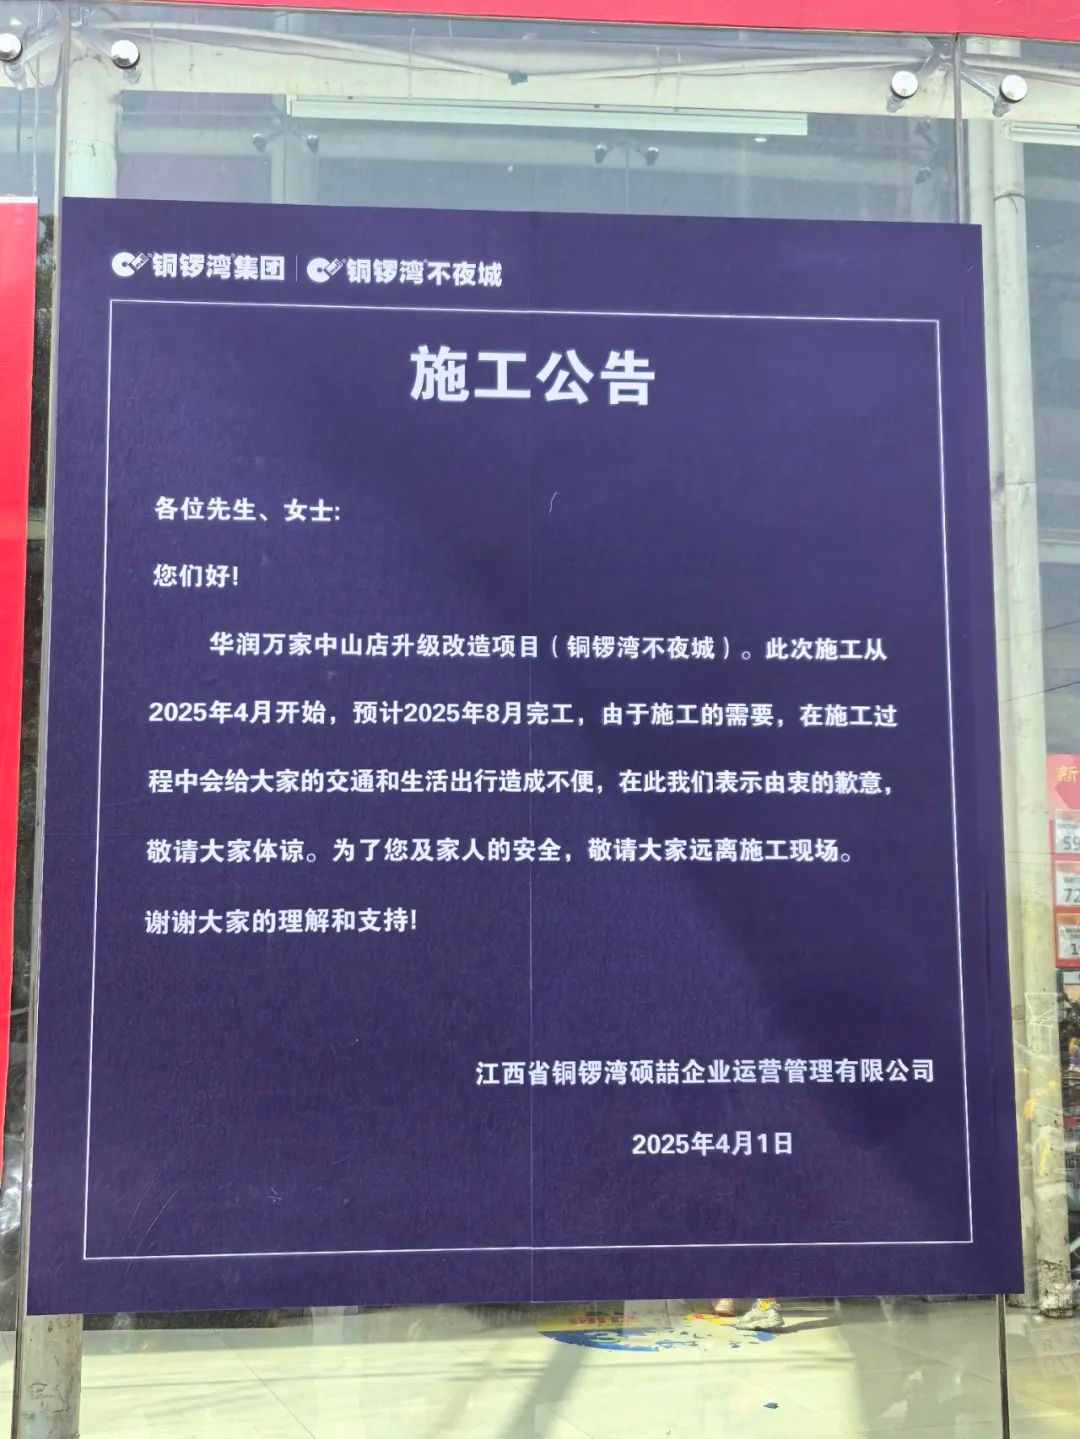 铜锣湾集团 | 铜锣湾不夜城
施工公告
各位先生、女士:
您们好!
华润万家中山店升级改造项目（铜锣湾不夜城）。此次施工从
2025年4月开始，预计2025年8月完工，由于施工的需要，在施工过
程中会给大家的交通和生活出行造成不便，在此我们表示由衷的歉意，
敬请大家体谅。为了您及家人的安全，敬请大家远离施工现场。
谢谢大家的理解和支持!
江西省铜锣湾硕喆企业运营管理有限公司
2025年4月1日
新
59
72
1